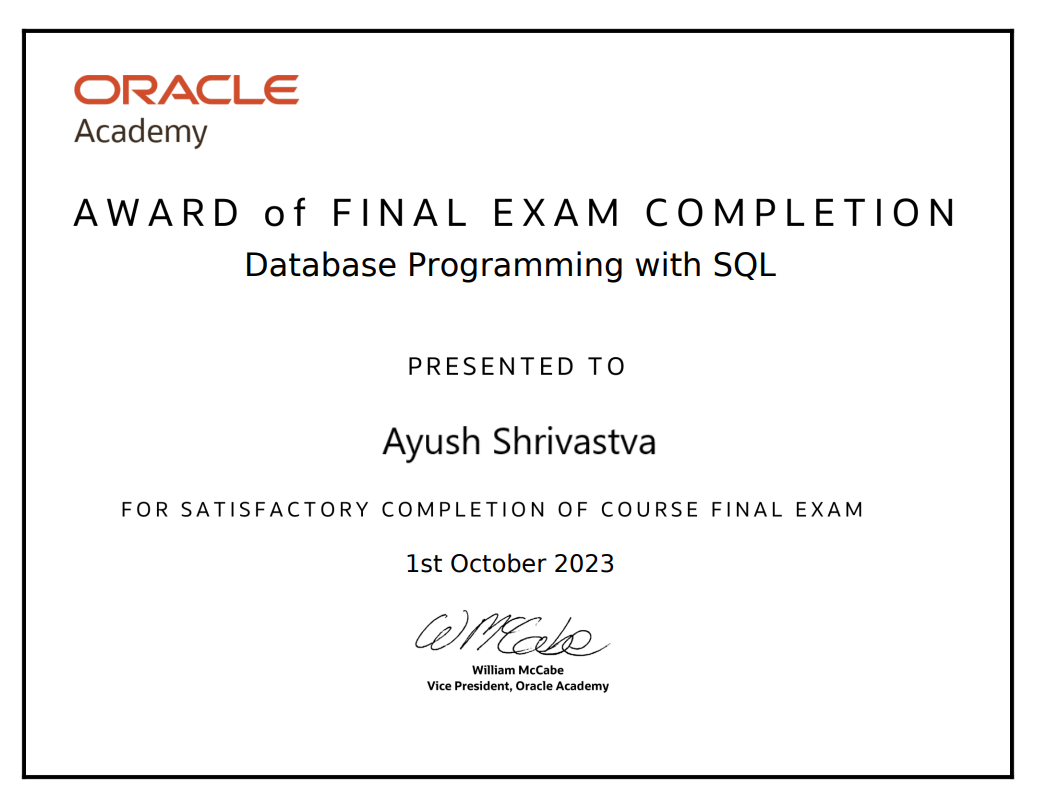 ORACLE
Academy
AWARD of FINAL EXAM COMPLETION
Database Programming with SQL
PRESENTED TO
Ayush Shrivastva
FOR SATISFACTORY COMPLETION OF COURSE FINAL EXAM
1st October 2023
W McCabe
William McCabe
Vice President, Oracle Academy